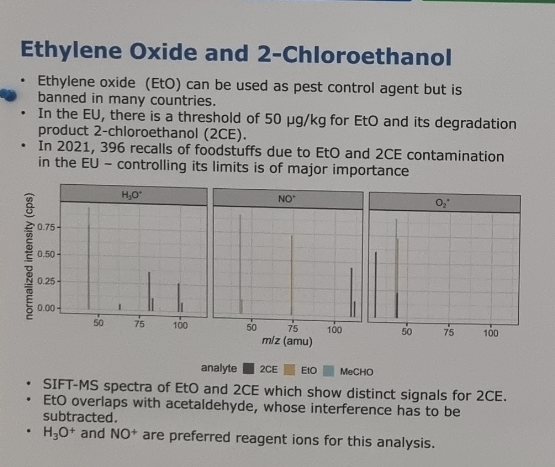 Ethylene Oxide and 2-Chloroethanol
• Ethylene oxide (EtO) can be used as pest control agent but is
banned in many countries.
• In the EU, there is a threshold of 50 µg/kg for EtO and its degradation
product 2-chloroethanol (2CE).
• In 2021, 396 recalls of foodstuffs due to EtO and 2CE contamination
in the EU – controlling its limits is of major importance
H₃O⁺ NO⁺ O₂⁺
normalized intensity (cps)
0.75
0.50
0.25
0.00
50 75 100 50 75 100 50 75 100
m/z (amu)
analyte 2CE EtO MeCHO
• SIFT-MS spectra of EtO and 2CE which show distinct signals for 2CE.
• EtO overlaps with acetaldehyde, whose interference has to be
subtracted.
• H₃O⁺ and NO⁺ are preferred reagent ions for this analysis.